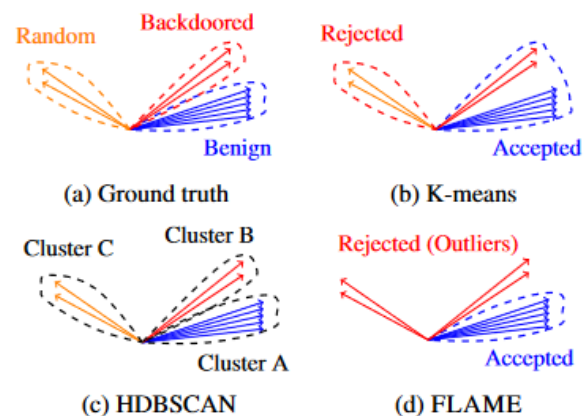 Random
Backdoored
Benign
(a) Ground truth
Rejected
Accepted
(b) K-means
Cluster C
Cluster B
Cluster A
(c) HDBSCAN
Rejected (Outliers)
Accepted
(d) FLAME